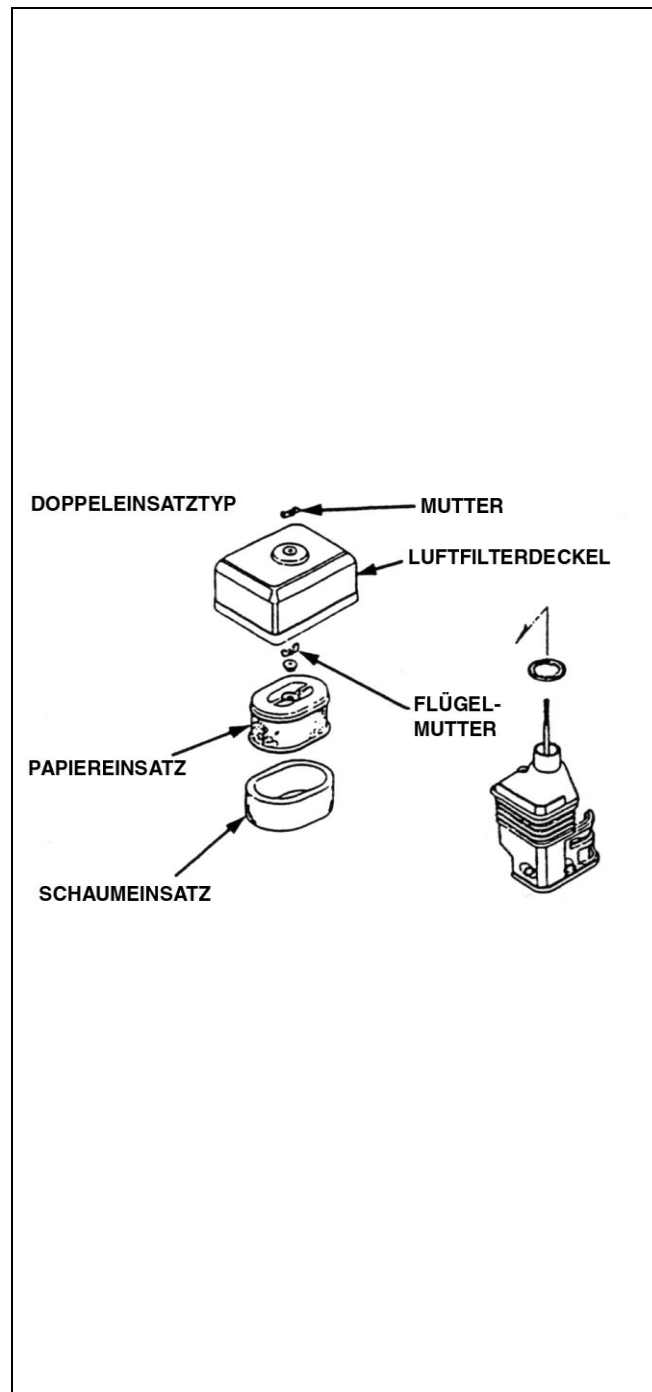 DOPPELEINSATZTYP
MUTTER
LUFTFILTERDECKEL
FLÜGEL-
MUTTER
PAPIEREINSATZ
SCHAUMEINSATZ